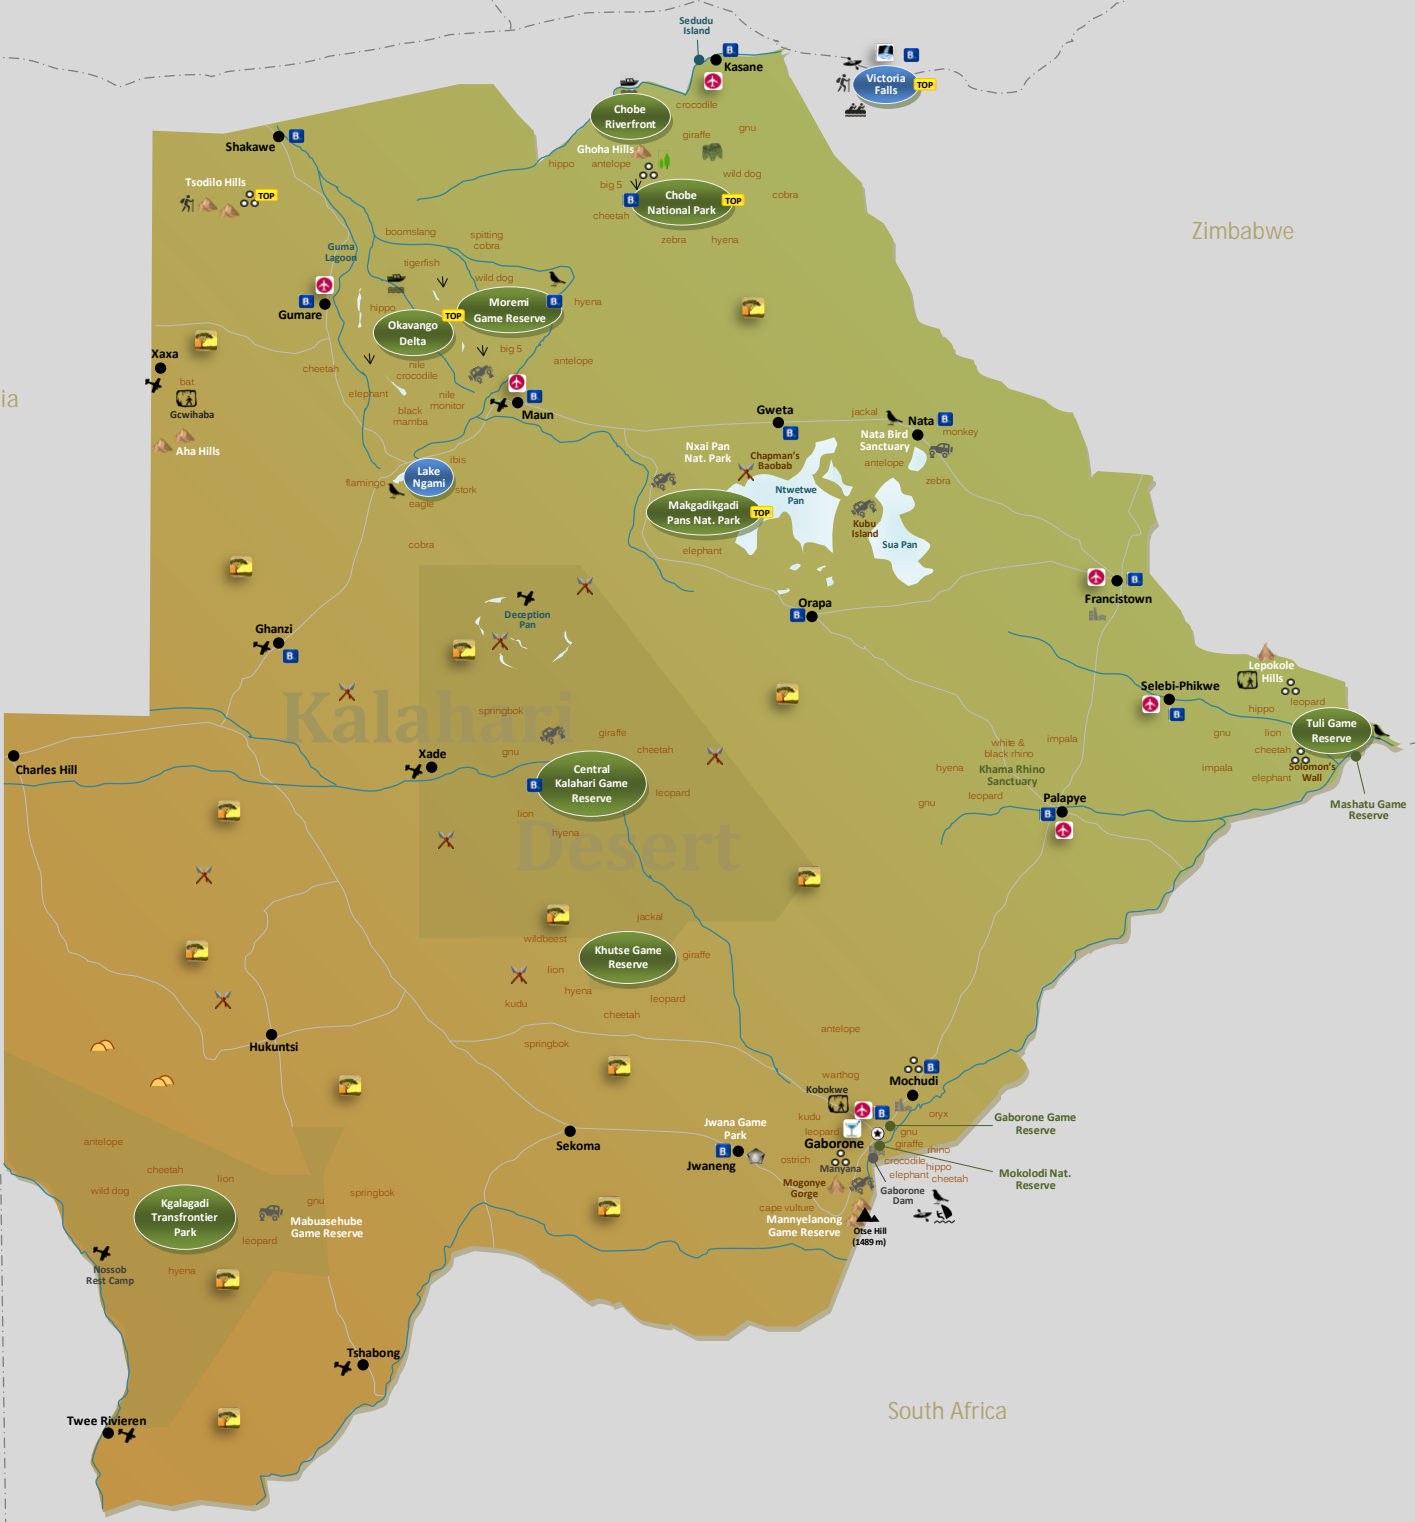 Sedudu
Island
Kasane
B
Victoria
Falls
TOP
B
Chobe
Riverfront
crocodile
giraffe
gnu
Ghoha Hills
hippo
antelope
wild dog
big 5
B
Chobe
National Park
TOP
cobra
cheetah
zebra
hyena
Zimbabwe
Shakawe
B
Tsodilo Hills
TOP
Guma
Lagoon
boomslang
spitting
cobra
tigerfish
wild dog
Gumare
B
hippo
Moremi
Game Reserve
B
hyena
TOP
Okavango
Delta
big 5
antelope
Xaxa
bat
Gcwihaba
Aha Hills
cheetah
nile
crocodile
elephant
nile
monitor
black
mamba
Maun
B
ia
Lake
Ngami
ibis
flamingo
stork
eagle
cobra
Gweta
B
jackal
Nata
B
monkey
Nata Bird
Sanctuary
antelope
zebra
Nxai Pan
Nat. Park
Chapman's
Baobab
Ntwetwe
Pan
Makgadikgadi
Pans Nat. Park
TOP
Kubu
Island
Sua Pan
elephant
Orapa
B
Francistown
B
Ghanzi
B
Deception
Pan
Kalahari
Desert
springbok
gnu
giraffe
cheetah
Xade
B
Central
Kalahari Game
Reserve
leopard
lion
hyena
Charles Hill
Selebi-Phikwe
B
Lepokole
Hills
leopard
hippo
gnu
lion
Tuli Game
Reserve
cheetah
impala
elephant
Solomon's
Wall
Mashatu Game
Reserve
white &
black rhino
impala
hyena
Khama Rhino
Sanctuary
leopard
gnu
Palapye
B
jackal
wildbeest
Khutse Game
Reserve
giraffe
lion
hyena
leopard
kudu
cheetah
springbok
Hukuntsi
antelope
warthog
Mochudi
B
Kobokwe
B
kudu
leopard
Gaborone
oryx
gnu
giraffe
rhino
crocodile
hippo
elephant
cheetah
Gaborone Game
Reserve
Mokolodi Nat.
Reserve
Gaborone
Dam
ostrich
Manyana
Mogonye
Gorge
cape vulture
Mannyelanong
Game Reserve
Otse Hill
(1489 m)
Jwana Game
Park
B
Jwaneng
Sekoma
antelope
cheetah
lion
wild dog
Kgalagadi
Transfrontier
Park
gnu
springbok
Mabuasehube
Game Reserve
leopard
hyena
Nossob
Rest Camp
Tshabong
Twee Rivieren
South Africa